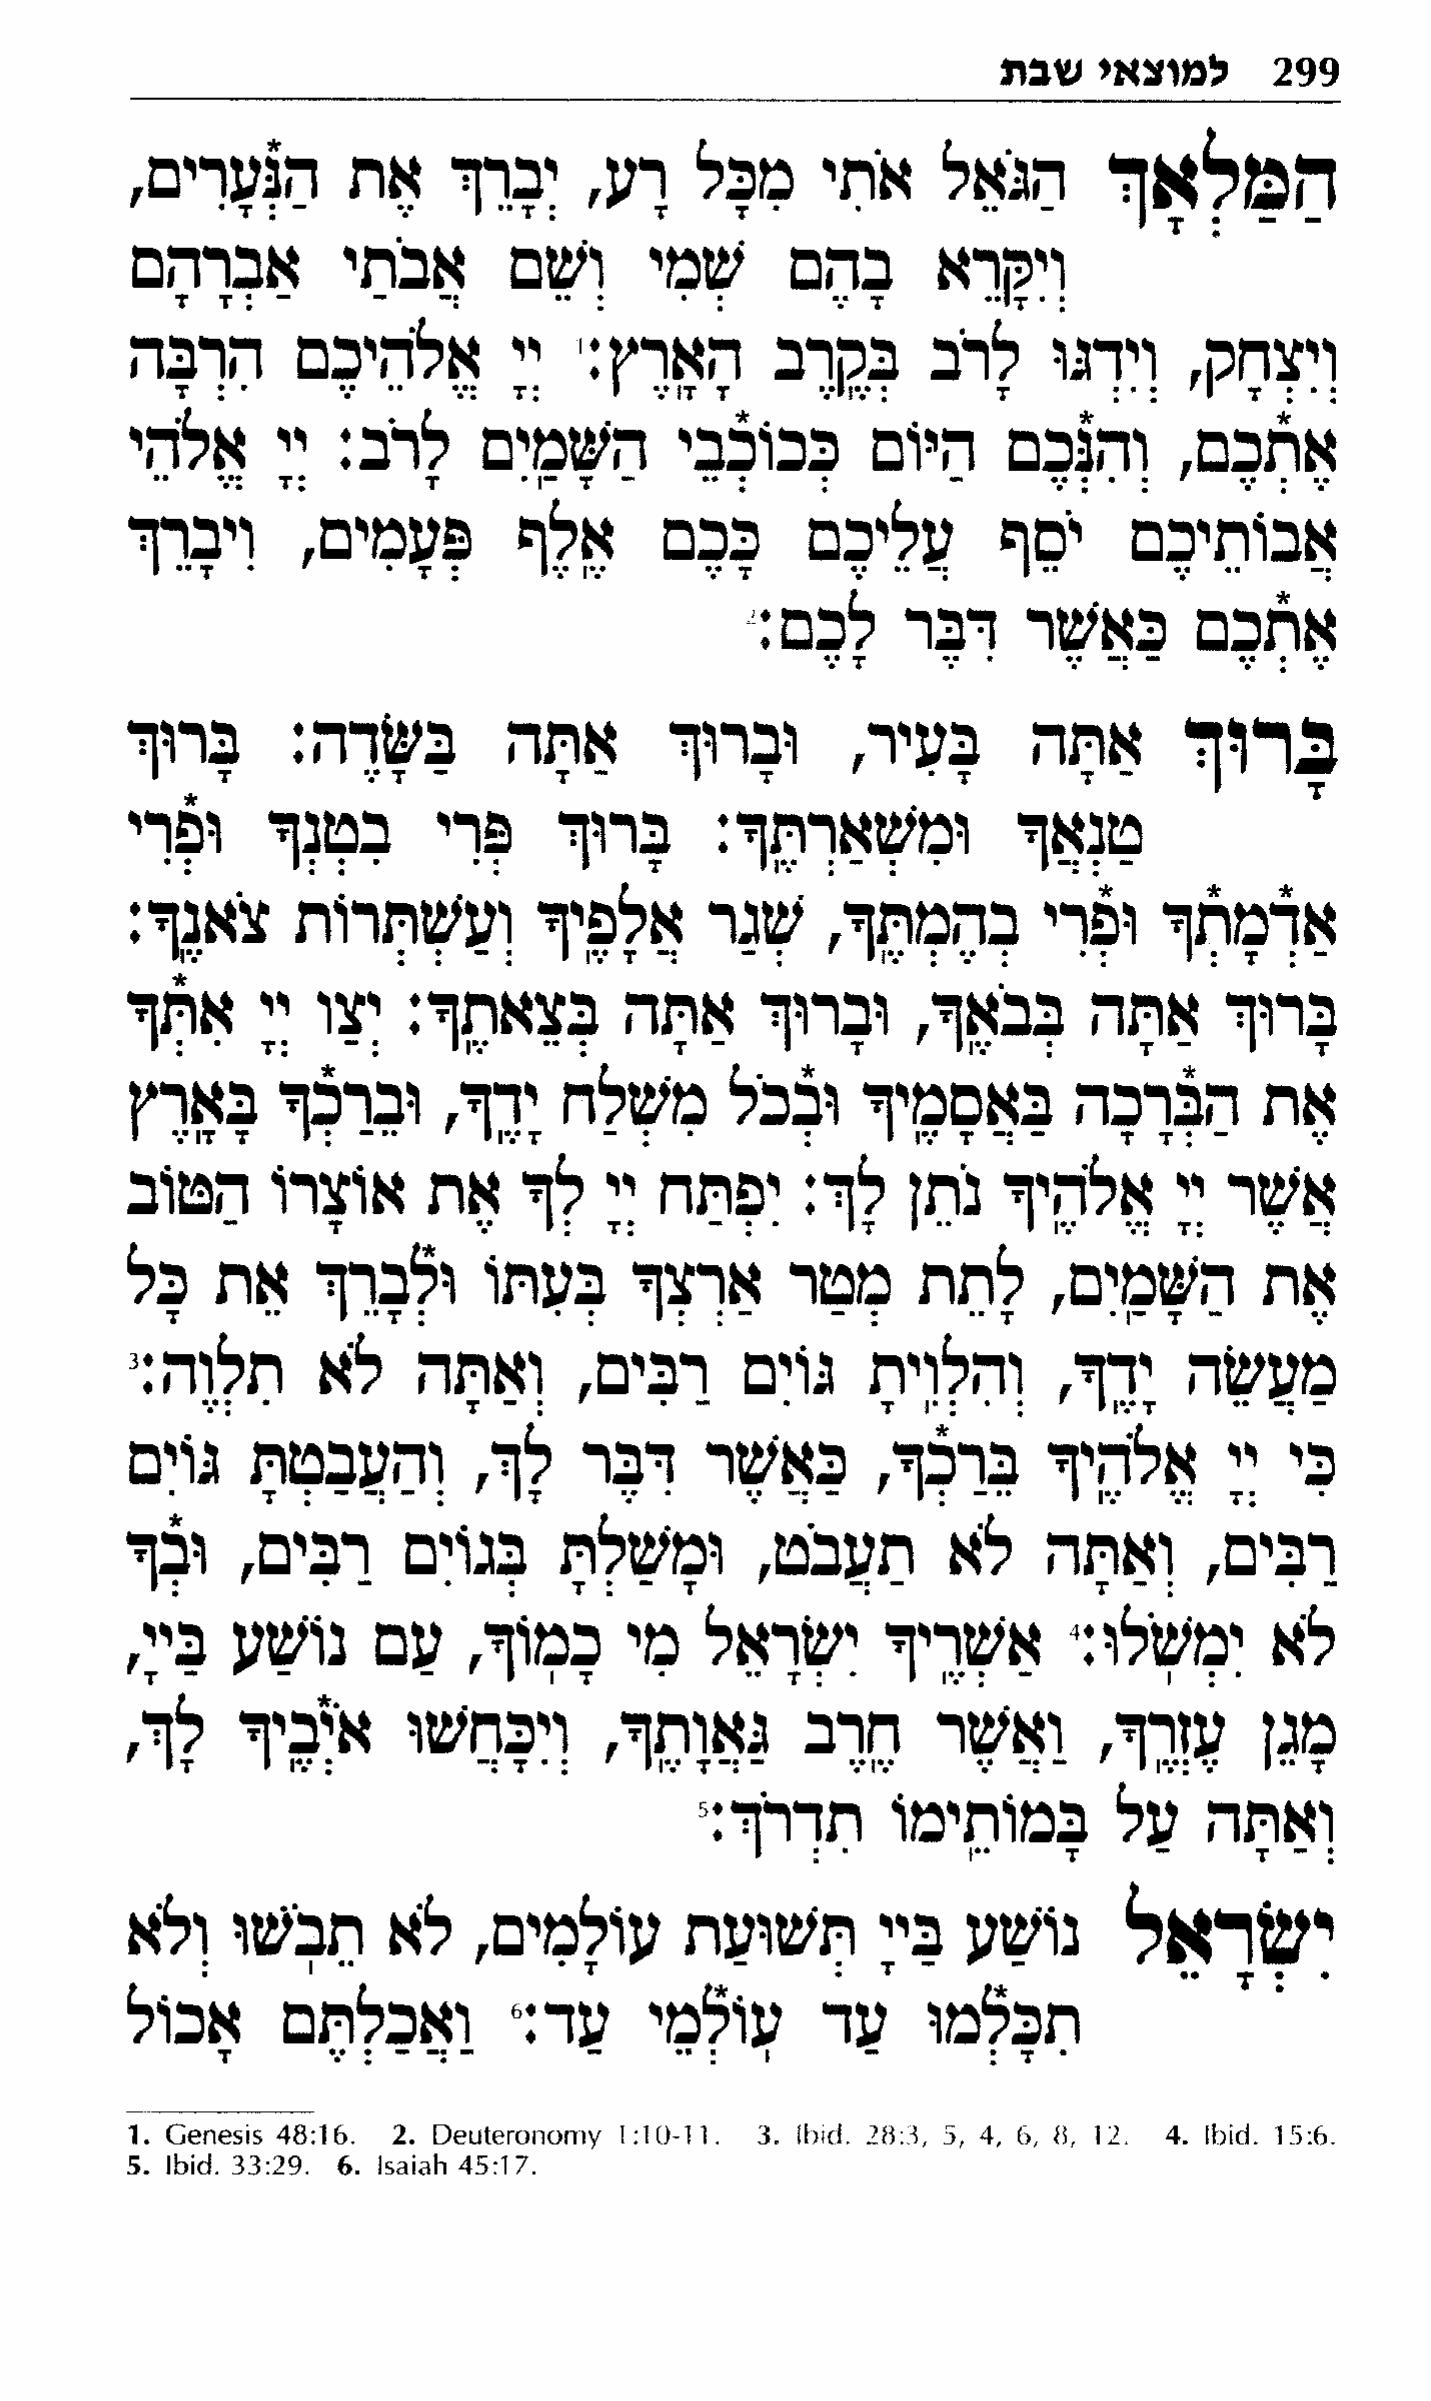 299 למוצאי שבת
הַמַּלְאָךְ הַגֹּאֵל אֹתִי מִכָּל רָע, יְבָרֵךְ אֶת הַנְּ֯עָרִים,
וְיִקָּרֵא בָהֶם שְׁמִי וְשֵׁם אֲבֹתַי אַבְרָהָם
וְיִצְחָק, וְיִדְגּוּ לָרֹב בְּקֶֽרֶב הָאָֽרֶץ:1 יְיָ אֱלֹהֵיכֶם הִרְבָּה
אֶתְ*כֶם, וְהִנְּ*כֶם הַיּוֹם כְּכוֹכְ*בֵי הַשָּׁמַֽיִם לָרֹב: יְיָ אֱלֹהֵי
אֲבוֹתֵיכֶם יֹסֵף עֲלֵיכֶם כָּכֶם אֶֽלֶף פְּעָמִים, וִיבָרֵךְ
אֶתְ*כֶם כַּאֲשֶׁר דִּבֶּר לָכֶם:2
בָּרוּךְ אַתָּה בָּעִיר, וּבָרוּךְ אַתָּה בַּשָּׂדֶה: בָּרוּךְ
טַנְאֲךָ וּמִשְׁאַרְתֶּֽךָ: בָּרוּךְ פְּרִי בִטְנְךָ וּפְ*רִי
אַדְ*מָתְ*ךָ וּפְ*רִי בְהֶמְתֶּֽךָ, שְׁגַר אֲלָפֶֽיךָ וְעַשְׁתְּרוֹת צֹאנֶֽךָ:
בָּרוּךְ אַתָּה בְּבֹאֶֽךָ, וּבָרוּךְ אַתָּה בְּצֵאתֶֽךָ: יְצַו יְיָ אִתְּ*ךָ
אֶת הַבְּ*רָכָה בַּאֲסָמֶֽיךָ וּבְ*כֹל מִשְׁלַח יָדֶֽךָ, וּבֵרַכְ*ךָ בָּאָֽרֶץ
אֲשֶׁר יְיָ אֱלֹהֶֽיךָ נֹתֵן לָךְ: יִפְתַּח יְיָ לְךָ אֶת אוֹצָרוֹ הַטּוֹב
אֶת הַשָּׁמַֽיִם, לָתֵת מְטַר אַרְצְךָ בְּעִתּוֹ וּלְ*בָרֵךְ אֵת כָּל
מַעֲשֵׂה יָדֶֽךָ, וְהִלְוִֽיתָ גּוֹיִם רַבִּים, וְאַתָּה לֹא תִלְוֶה:3
כִּי יְיָ אֱלֹהֶֽיךָ בֵּרַכְ*ךָ, כַּאֲשֶׁר דִּבֶּר לָךְ, וְהַעֲבַטְתָּ גּוֹיִם
רַבִּים, וְאַתָּה לֹא תַעֲבֹט, וּמָשַׁלְתָּ בְּגוֹיִם רַבִּים, וּבְ*ךָ
לֹא יִמְשֹֽׁלוּ:4 אַשְׁרֶֽיךָ יִשְׂרָאֵל מִי כָמֽוֹךָ, עַם נוֹשַׁע בַּייָ,
מָגֵן עֶזְרֶֽךָ, וַאֲשֶׁר חֶֽרֶב גַּאֲוָתֶֽךָ, וְיִכָּחֲשׁוּ אֹיְ*בֶֽיךָ לָךְ,
וְאַתָּה עַל בָּמוֹתֵֽימוֹ תִדְרֹךְ:5
יִשְׂרָאֵל נוֹשַׁע בַּייָ תְּשׁוּעַת עוֹלָמִים, לֹא תֵבֹֽשׁוּ וְלֹא
תִכָּלְ*מוּ עַד עֽוֹלְ*מֵי עַד:6 וַאֲכַלְתֶּם אָכוֹל
1. Genesis 48:16. 2. Deuteronomy 1:10-11. 3. Ibid. 28:3, 5, 4, 6, 8, 12. 4. Ibid. 15:6.
5. Ibid. 33:29. 6. Isaiah 45:17.